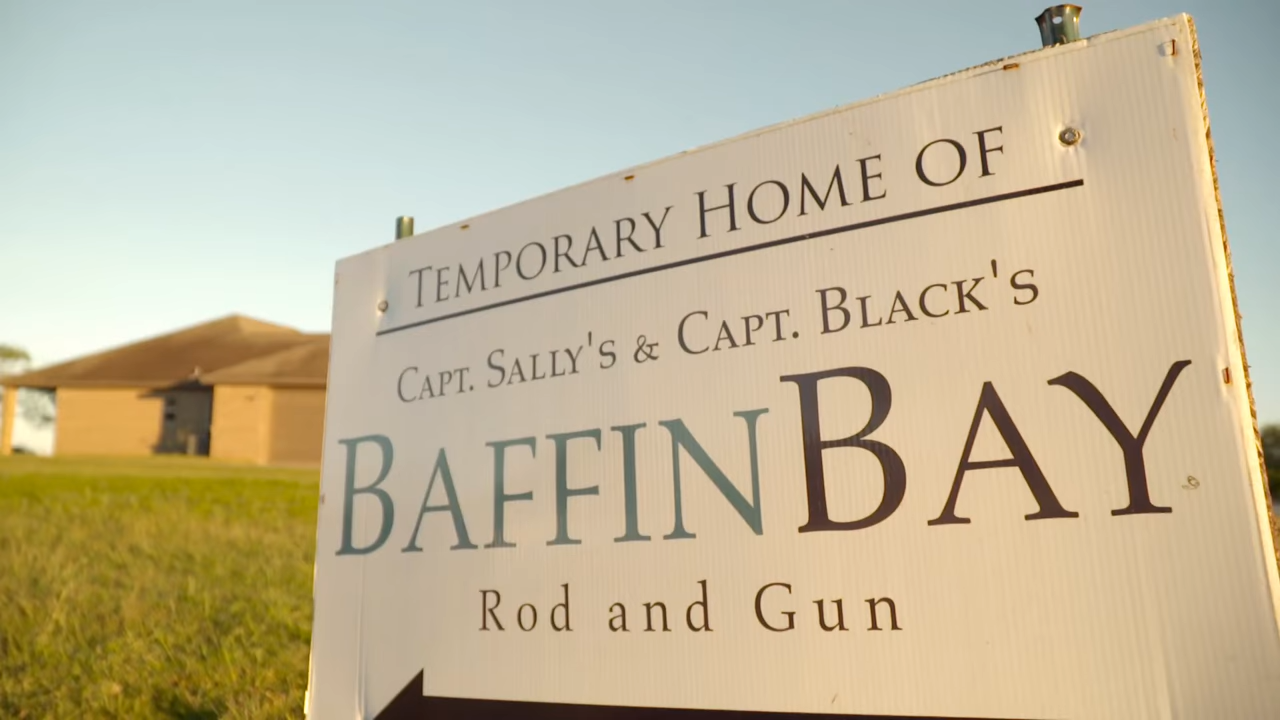 Temporary Home of
Capt. Sally's & Capt. Black's
BaffinBay
Rod and Gun